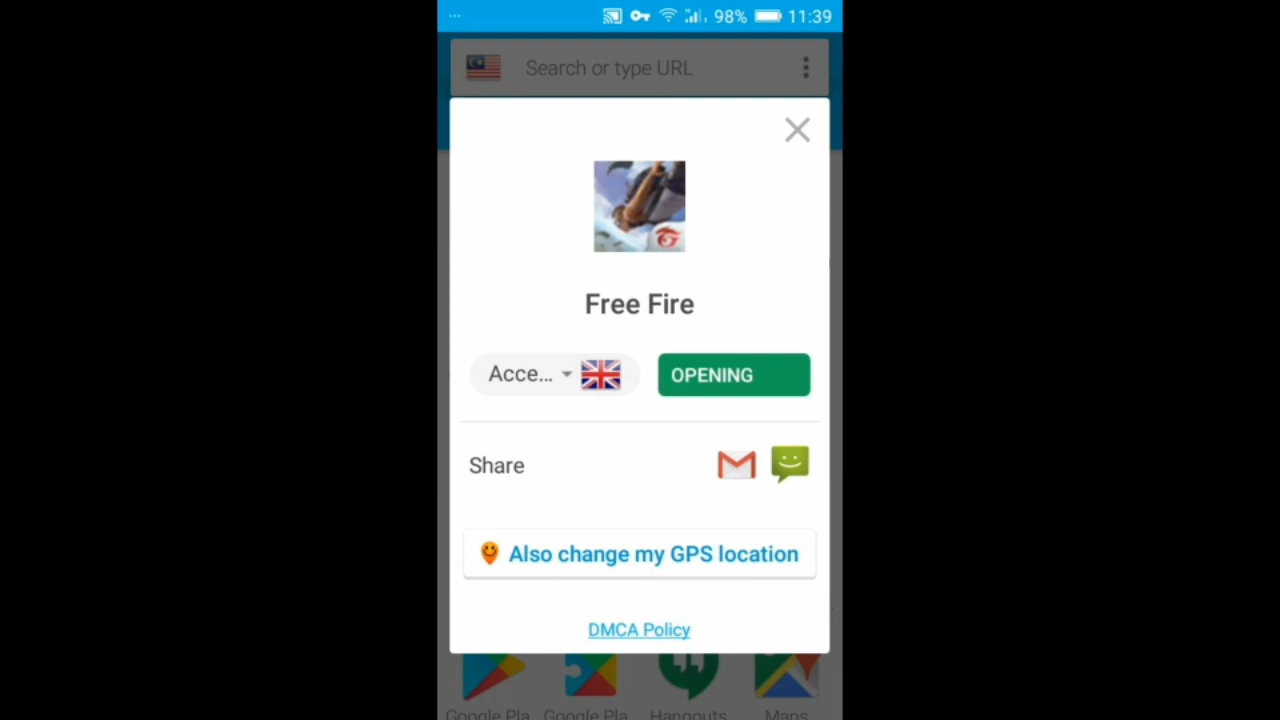 98% 11:39
Search or type URL
Free Fire
Acce... OPENING
Share
Also change my GPS location
DMCA Policy
Google Pla Google Pla Hangouts Maps